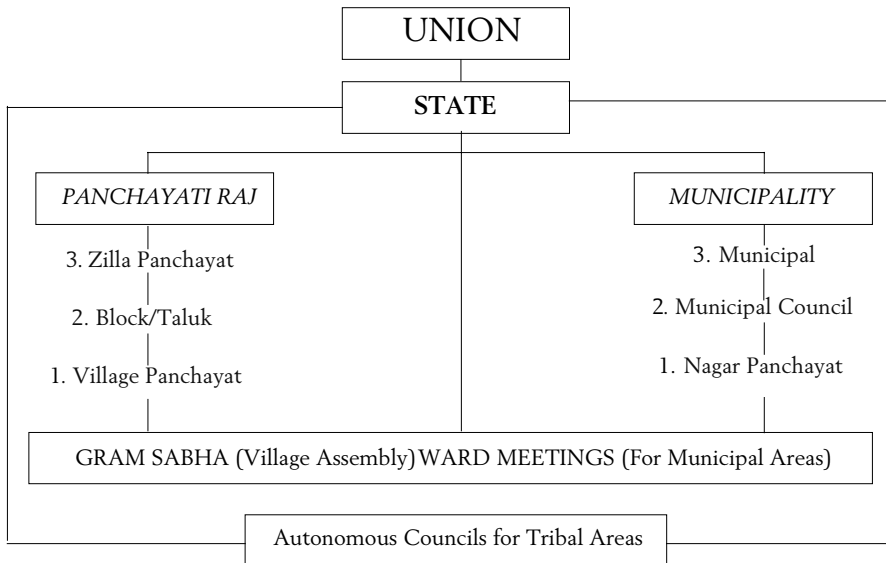 UNION
STATE
PANCHAYATI RAJ
3. Zilla Panchayat
2. Block/Taluk
1. Village Panchayat
MUNICIPALITY
3. Municipal
2. Municipal Council
1. Nagar Panchayat
GRAM SABHA (Village Assembly) WARD MEETINGS (For Municipal Areas)
Autonomous Councils for Tribal Areas